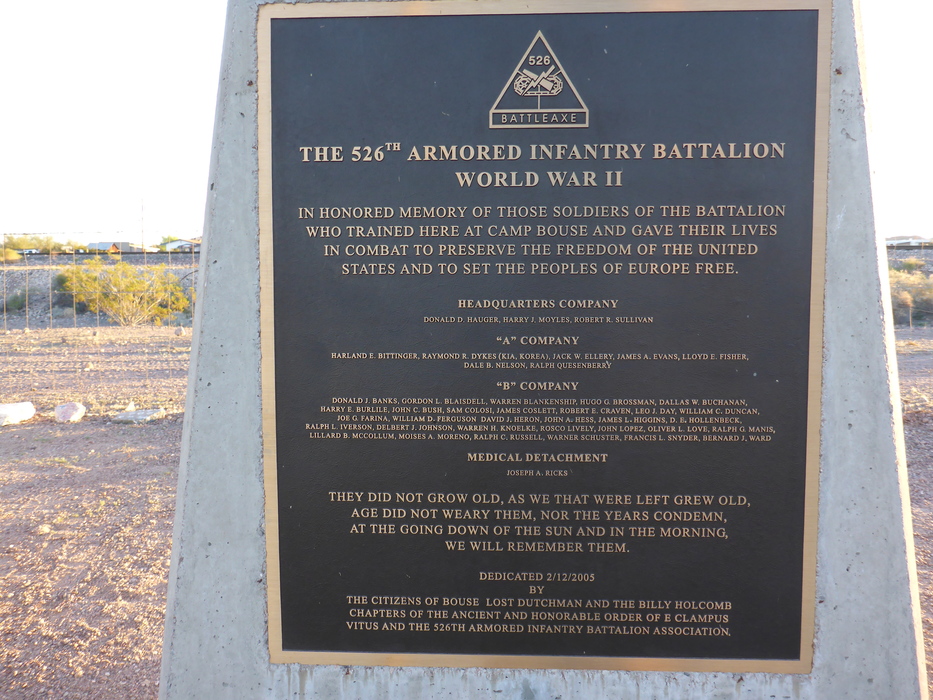 526
BATTLEAXE
THE 526TH ARMORED INFANTRY BATTALION
WORLD WAR II
IN HONORED MEMORY OF THOSE SOLDIERS OF THE BATTALION
WHO TRAINED HERE AT CAMP BOUSE AND GAVE THEIR LIVES
IN COMBAT TO PRESERVE THE FREEDOM OF THE UNITED
STATES AND TO SET THE PEOPLES OF EUROPE FREE.
HEADQUARTERS COMPANY
DONALD D. HAUGER, HARRY J. MOYLES, ROBERT R. SULLIVAN
"A" COMPANY
HARLAND E. BITTINGER, RAYMOND R. DYKES (KIA, KOREA), JACK W. ELLERY, JAMES A. EVANS, LLOYD E. FISHER,
DALE B. NELSON, RALPH QUESENBERRY
"B" COMPANY
DONALD J. BANKS, GORDON L. BLAISDELL, WARREN BLANKENSHIP, HUGO G. BROSSMAN, DALLAS W. BUCHANAN,
HARRY E. BURLILE, JOHN C. BUSH, SAM COLOSI, JAMES COSLETT, ROBERT E. CRAVEN, LEO J. DAY, WILLIAM C. DUNCAN,
JOE G. FARINA, WILLIAM D. FERGUSON DAVID J. HERON, JOHN A. HESS, JAMES L. HIGGINS, D. E. HOLLENBECK,
RALPH L. IVERSON, DELBERT J. JOHNSON, WARREN H. KNOELKE, ROSCO LIVELY, JOHN LOPEZ, OLIVER L. LOVE, RALPH G. MANIS,
LILLARD B. MCCOLLUM, MOISES A. MORENO, RALPH C. RUSSELL, WARNER SCHUSTER, FRANCIS L. SNYDER, BERNARD J, WARD
MEDICAL DETACHMENT
JOSEPH A. RICKS
THEY DID NOT GROW OLD, AS WE THAT WERE LEFT GREW OLD,
AGE DID NOT WEARY THEM, NOR THE YEARS CONDEMN,
AT THE GOING DOWN OF THE SUN AND IN THE MORNING,
WE WILL REMEMBER THEM.
DEDICATED 2/12/2005
BY
THE CITIZENS OF BOUSE LOST DUTCHMAN AND THE BILLY HOLCOMB
CHAPTERS OF THE ANCIENT AND HONORABLE ORDER OF E CLAMPUS
VITUS AND THE 526TH ARMORED INFANTRY BATTALION ASSOCIATION.